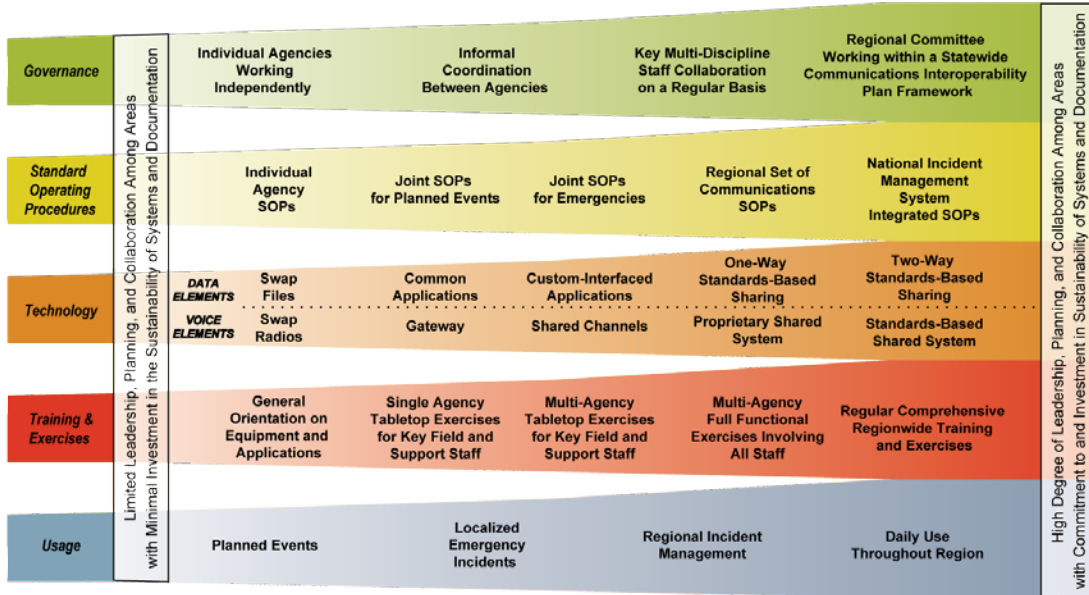 Governance
Limited Leadership, Planning, and Collaboration Among Areas
with Minimal Investment in the Sustainability of Systems and Documentation
Individual Agencies
Working
Independently
Informal
Coordination
Between Agencies
Key Multi-Discipline
Staff Collaboration
on a Regular Basis
Regional Committee
Working within a Statewide
Communications Interoperability
Plan Framework
High Degree of Leadership, Planning, and Collaboration Among Areas
with Commitment to and Investment in Sustainability of Systems and Documentation
Standard
Operating
Procedures
Individual
Agency
SOPs
Joint SOPs
for Planned Events
Joint SOPs
for Emergencies
Regional Set of
Communications
SOPs
National Incident
Management
System
Integrated SOPs
Technology
DATA
ELEMENTS
Swap
Files
Common
Applications
Custom-Interfaced
Applications
One-Way
Standards-Based
Sharing
Two-Way
Standards-Based
Sharing
VOICE
ELEMENTS
Swap
Radios
Gateway
Shared Channels
Proprietary Shared
System
Standards-Based
Shared System
Training &
Exercises
General
Orientation on
Equipment and
Applications
Single Agency
Tabletop Exercises
for Key Field and
Support Staff
Multi-Agency
Tabletop Exercises
for Key Field and
Support Staff
Multi-Agency
Full Functional
Exercises Involving
All Staff
Regular Comprehensive
Regionwide Training
and Exercises
Usage
Planned Events
Localized
Emergency
Incidents
Regional Incident
Management
Daily Use
Throughout Region